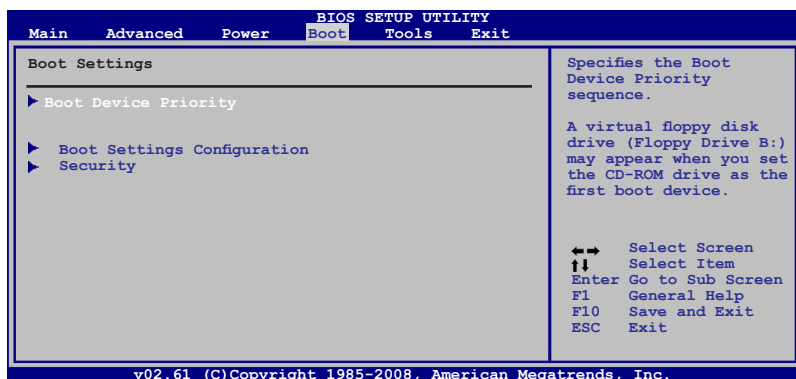 BIOS SETUP UTILITY
Main Advanced Power Boot Tools Exit
Boot Settings
Boot Device Priority
Boot Settings Configuration
Security
Specifies the Boot
Device Priority
sequence.
A virtual floppy disk
drive (Floppy Drive B:)
may appear when you set
the CD-ROM drive as the
first boot device.
Select Screen
Select Item
Enter Go to Sub Screen
F1 General Help
F10 Save and Exit
ESC Exit
v02.61 (C)Copyright 1985-2008, American Megatrends, Inc.